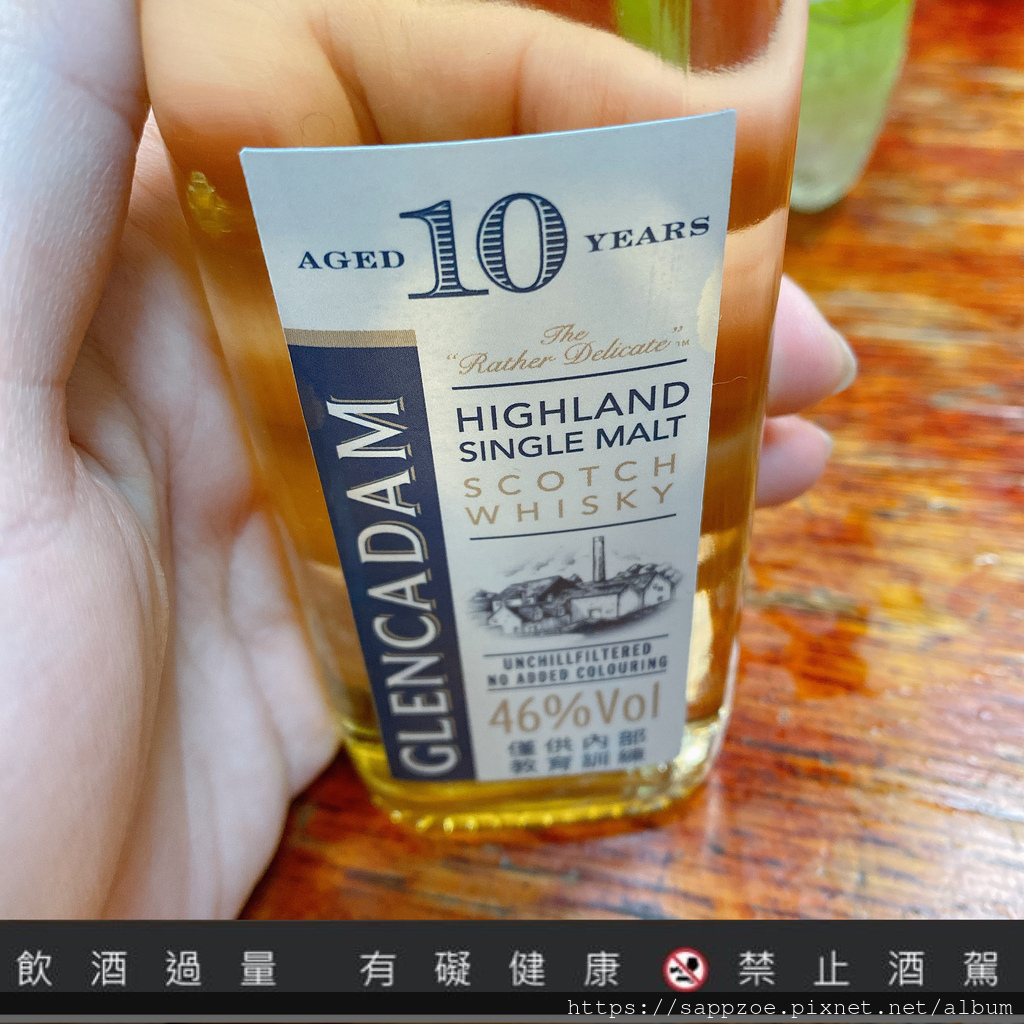 AGED 10 YEARS
The
"Rather Delicate"™
HIGHLAND
SINGLE MALT
SCOTCH
WHISKY
GLENCADAM
UNCHILLFILTERED
NO ADDED COLOURING
46%Vol
僅供內部
教育訓練
飲酒過量 有礙健康 禁止酒駕
https://sappzoe.pixnet.net/album